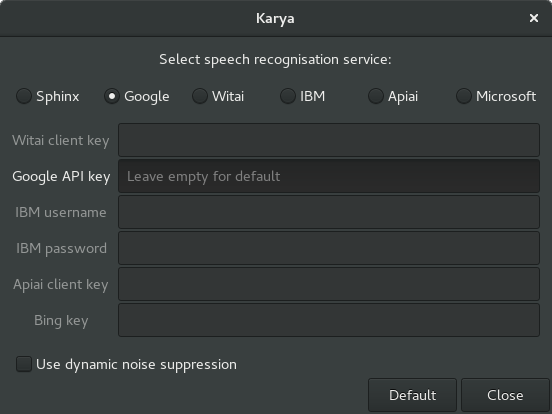 Karya
Select speech recognisation service:
Sphinx Google Witai IBM Apiai Microsoft
Witai client key
Google API key Leave empty for default
IBM username
IBM password
Apiai client key
Bing key
Use dynamic noise suppression
Default Close